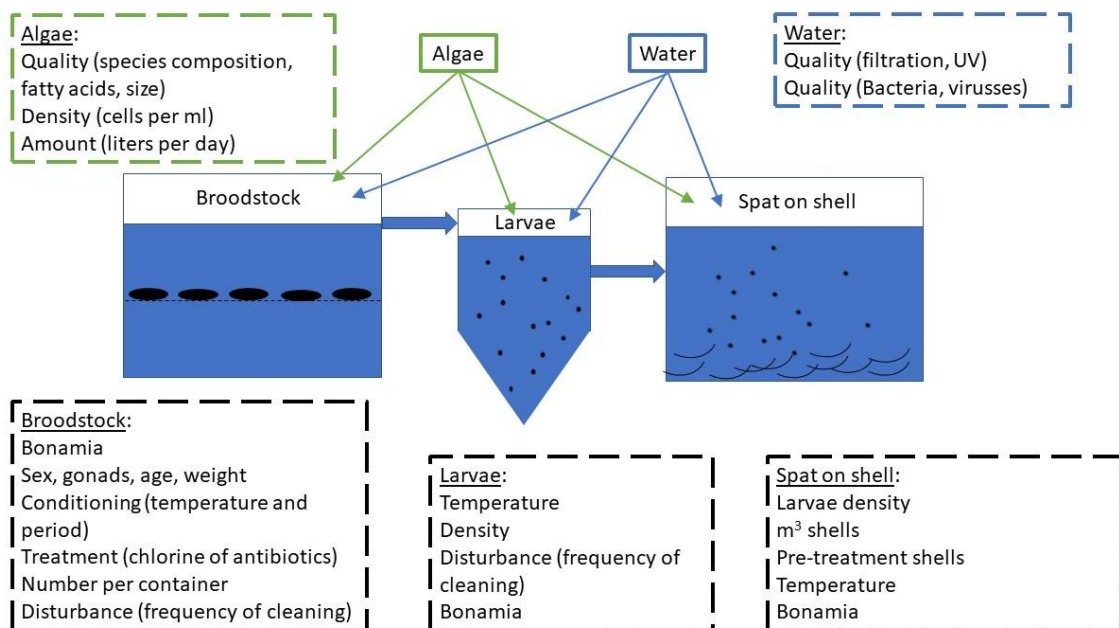 Algae:
Quality (species composition,
fatty acids, size)
Density (cells per ml)
Amount (liters per day)
Algae
Water
Water:
Quality (filtration, UV)
Quality (Bacteria, virusses)
Broodstock
Larvae
Spat on shell
Broodstock:
Bonamia
Sex, gonads, age, weight
Conditioning (temperature and
period)
Treatment (chlorine of antibiotics)
Number per container
Disturbance (frequency of cleaning)
Larvae:
Temperature
Density
Disturbance (frequency of
cleaning)
Bonamia
Spat on shell:
Larvae density
m³ shells
Pre-treatment shells
Temperature
Bonamia